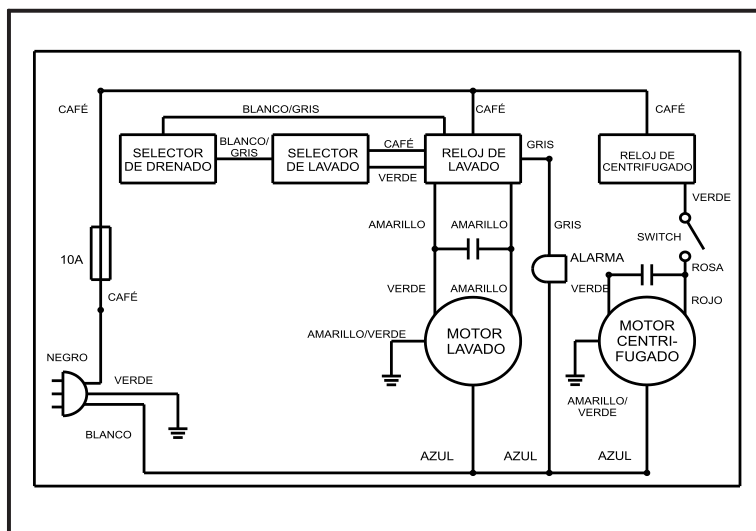 CAFÉ
BLANCO/GRIS
CAFÉ
CAFÉ
SELECTOR
DE DRENADO
BLANCO/
GRIS
SELECTOR
DE LAVADO
CAFÉ
VERDE
RELOJ DE
LAVADO
GRIS
RELOJ DE
CENTRIFUGADO
VERDE
AMARILLO
AMARILLO
GRIS
SWITCH
10A
ALARMA
ROSA
CAFÉ
VERDE
AMARILLO
VERDE
ROJO
AMARILLO/VERDE
MOTOR
LAVADO
MOTOR
CENTRI-
FUGADO
NEGRO
VERDE
AMARILLO/
VERDE
BLANCO
AZUL
AZUL
AZUL